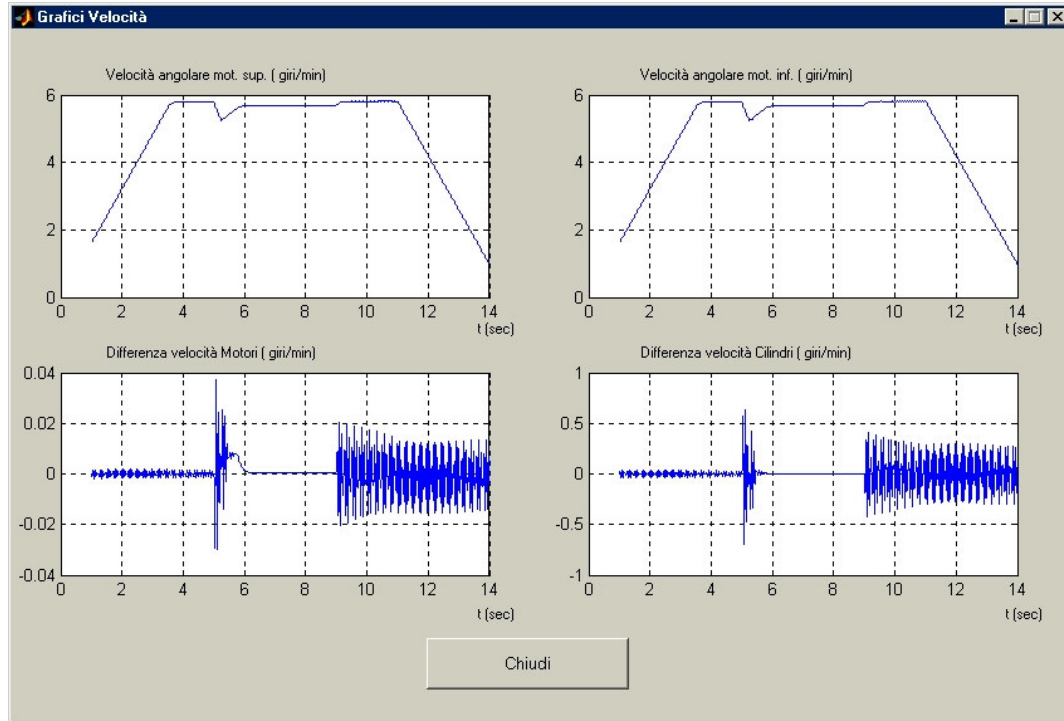 Grafici Velocità
Velocità angolare mot. sup. ( giri/min)
6
4
2
0
0 2 4 6 8 10 12 14
t (sec)
Velocità angolare mot. inf. ( giri/min)
6
4
2
0
0 2 4 6 8 10 12 14
t (sec)
Differenza velocità Motori ( giri/min)
0.04
0.02
0
-0.02
-0.04
0 2 4 6 8 10 12 14
t (sec)
Differenza velocità Cilindri ( giri/min)
1
0.5
0
-0.5
-1
0 2 4 6 8 10 12 14
t (sec)
Chiudi